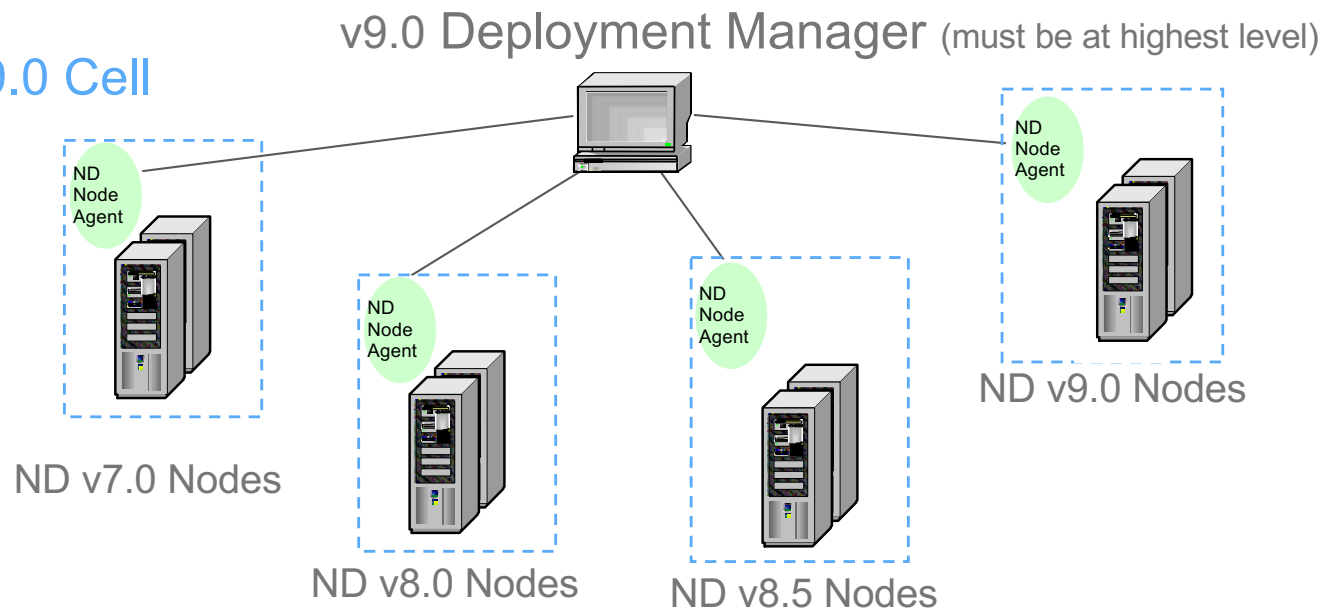 v9.0 Deployment Manager (must be at highest level)
.0 Cell
ND
Node
Agent
ND
Node
Agent
ND
Node
Agent
ND
Node
Agent
ND v9.0 Nodes
ND v7.0 Nodes
ND v8.0 Nodes
ND v8.5 Nodes